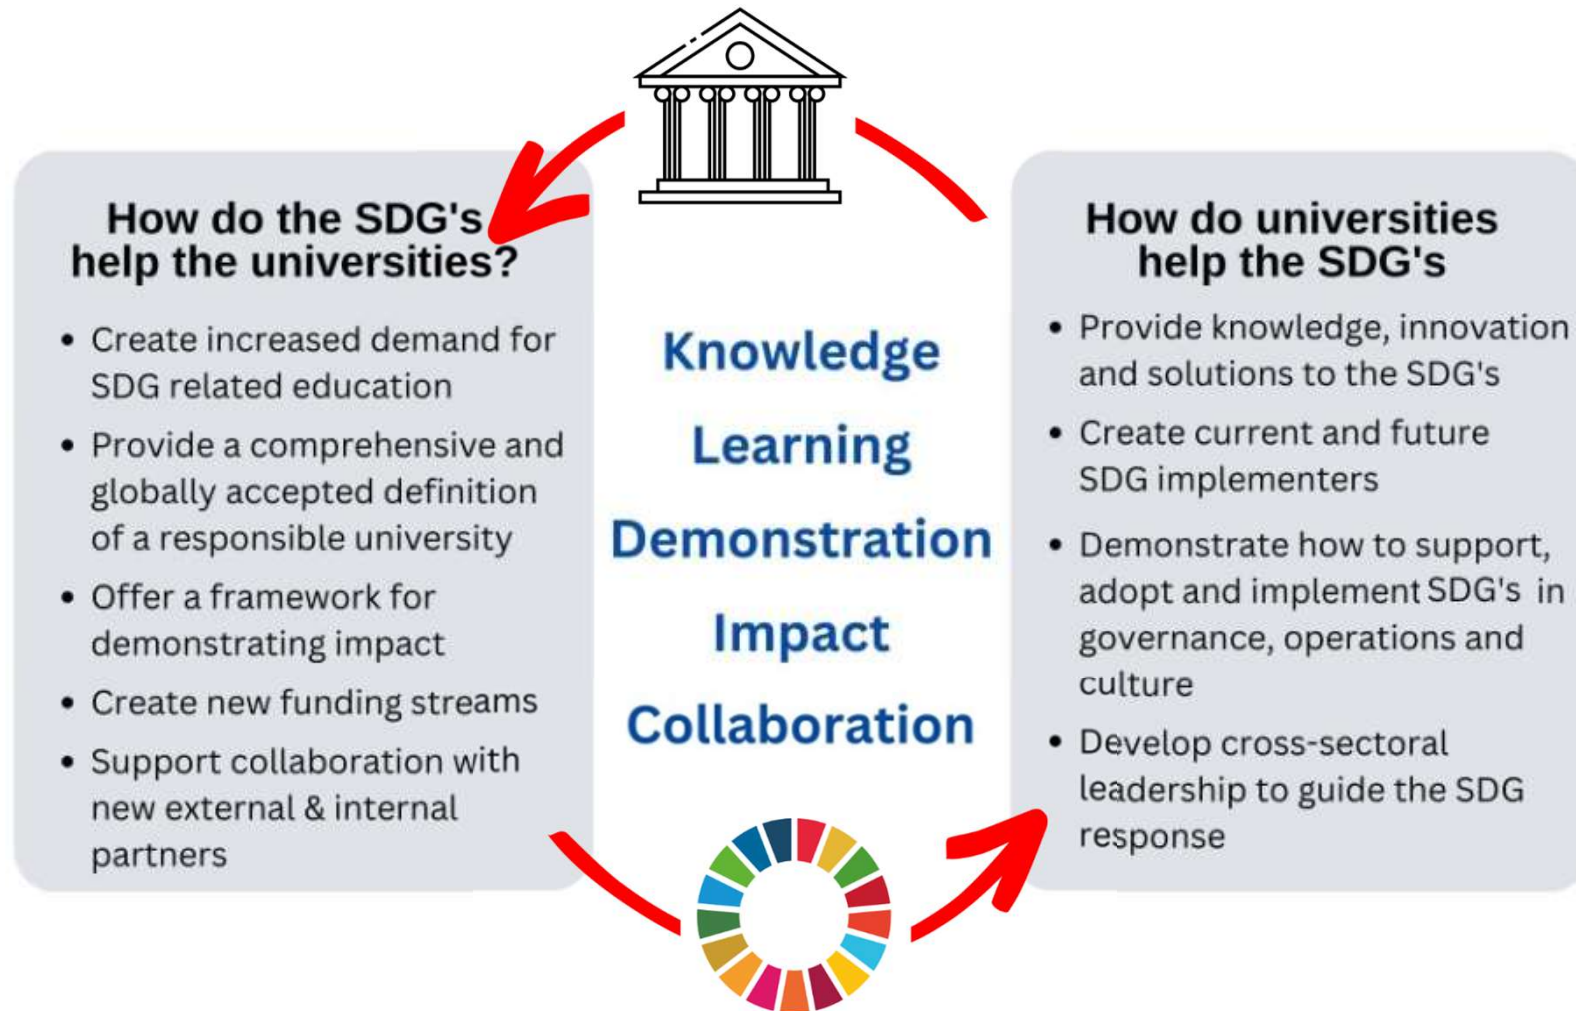 How do the SDG's
help the universities?
• Create increased demand for
SDG related education
• Provide a comprehensive and
globally accepted definition
of a responsible university
• Offer a framework for
demonstrating impact
• Create new funding streams
• Support collaboration with
new external & internal
partners
Knowledge
Learning
Demonstration
Impact
Collaboration
How do universities
help the SDG's
• Provide knowledge, innovation
and solutions to the SDG's
• Create current and future
SDG implementers
• Demonstrate how to support,
adopt and implement SDG's in
governance, operations and
culture
• Develop cross-sectoral
leadership to guide the SDG
response